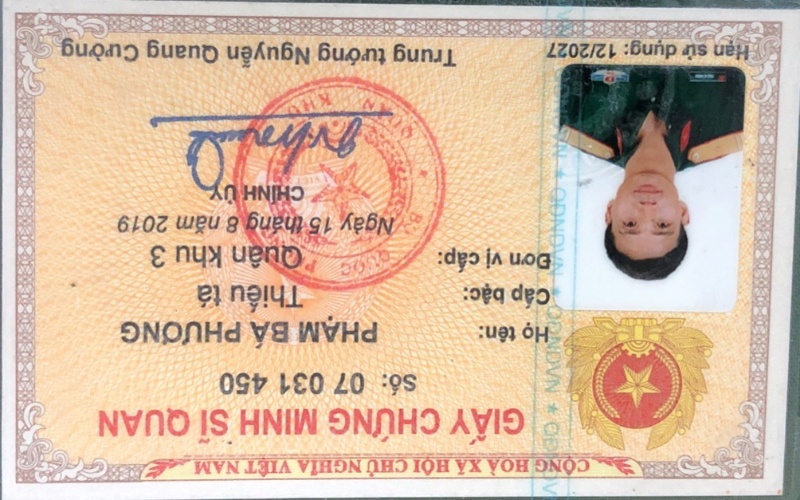 CỘNG HOÀ XÃ HỘI CHỦ NGHĨA VIỆT NAM
GIẤY CHỨNG MINH SĨ QUAN
Số: 07 031 450
Họ tên: PHẠM BÁ PHƯƠNG
Cấp bậc: Thiếu tá
Đơn vị cấp: Quân khu 3
Ngày 15 tháng 8 năm 2019
CHÍNH ỦY
Trung tướng Nguyễn Quang Cường
Hạn sử dụng: 12/2027